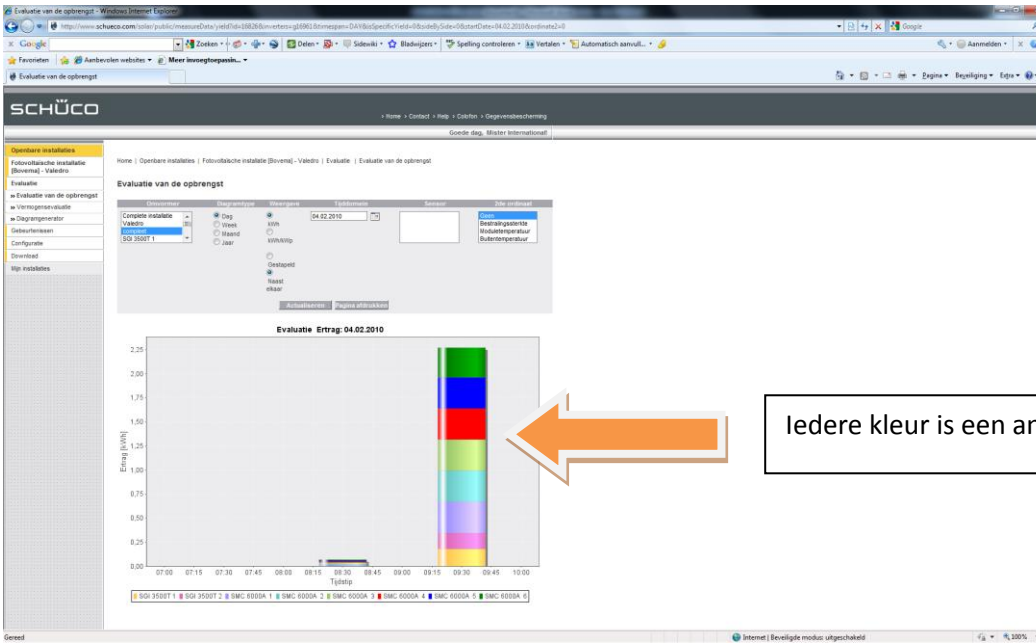 Evaluatie van de opbrengst - Windows Internet Explorer
Google
Google Zoeken Delen Sidewiki Bladwijzers Spelling controleren Vertalen Automatisch aanvull... Aanmelden
Favorieten Aanbevolen websites Meer invoegtoepassin...
Evaluatie van de opbrengst Pagina Beveiliging Extra
SCHÜCO
› Home › Contact › Help › Colofon › Gegevensbescherming
Goede dag, Mister International!
Openbare installaties
Fotovoltaïsche installatie
[Bovema] - Valedro
Evaluatie
» Evaluatie van de opbrengst
» Vermogensevaluatie
» Diagramgenerator
Gebeurtenissen
Configuratie
Download
Mijn installaties
Home | Openbare installaties | Fotovoltaïsche installatie [Bovema] - Valedro | Evaluatie | Evaluatie van de opbrengst
Evaluatie van de opbrengst
Omvormer Diagramtype Weergave Tijddomein Sensor 2de ordinaat
Complete installatie
Valedro
compleet
SGI 3500T 1
Dag
Week
Maand
Jaar
kWh
kWh/kWp
Gestapeld
Naast
elkaar
04.02.2010
Geen
Bestralingssterkte
Moduletemperatuur
Buitentemperatuur
Actualiseren Pagina afdrukken
Evaluatie Ertrag: 04.02.2010
2,25
2,00
1,75
1,50
1,25
1,00
0,75
0,50
0,25
0,00
Ertrag [kWh]
07:00 07:15 07:30 07:45 08:00 08:15 08:30 08:45 09:00 09:15 09:30 09:45 10:00
Tijdstip
SGI 3500T 1 SGI 3500T 2 SMC 6000A 1 SMC 6000A 2 SMC 6000A 3 SMC 6000A 4 SMC 6000A 5 SMC 6000A 6
Iedere kleur is een
Gereed
Internet | Beveiligde modus: uitgeschakeld
100%